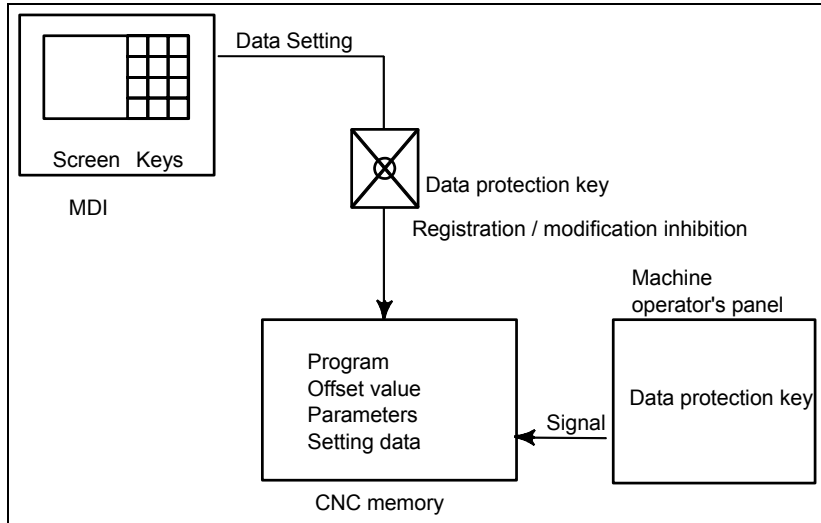 Data Setting
Screen Keys
MDI
Data protection key
Registration / modification inhibition
Machine
operator's panel
Program
Offset value
Parameters
Setting data
Signal
Data protection key
CNC memory